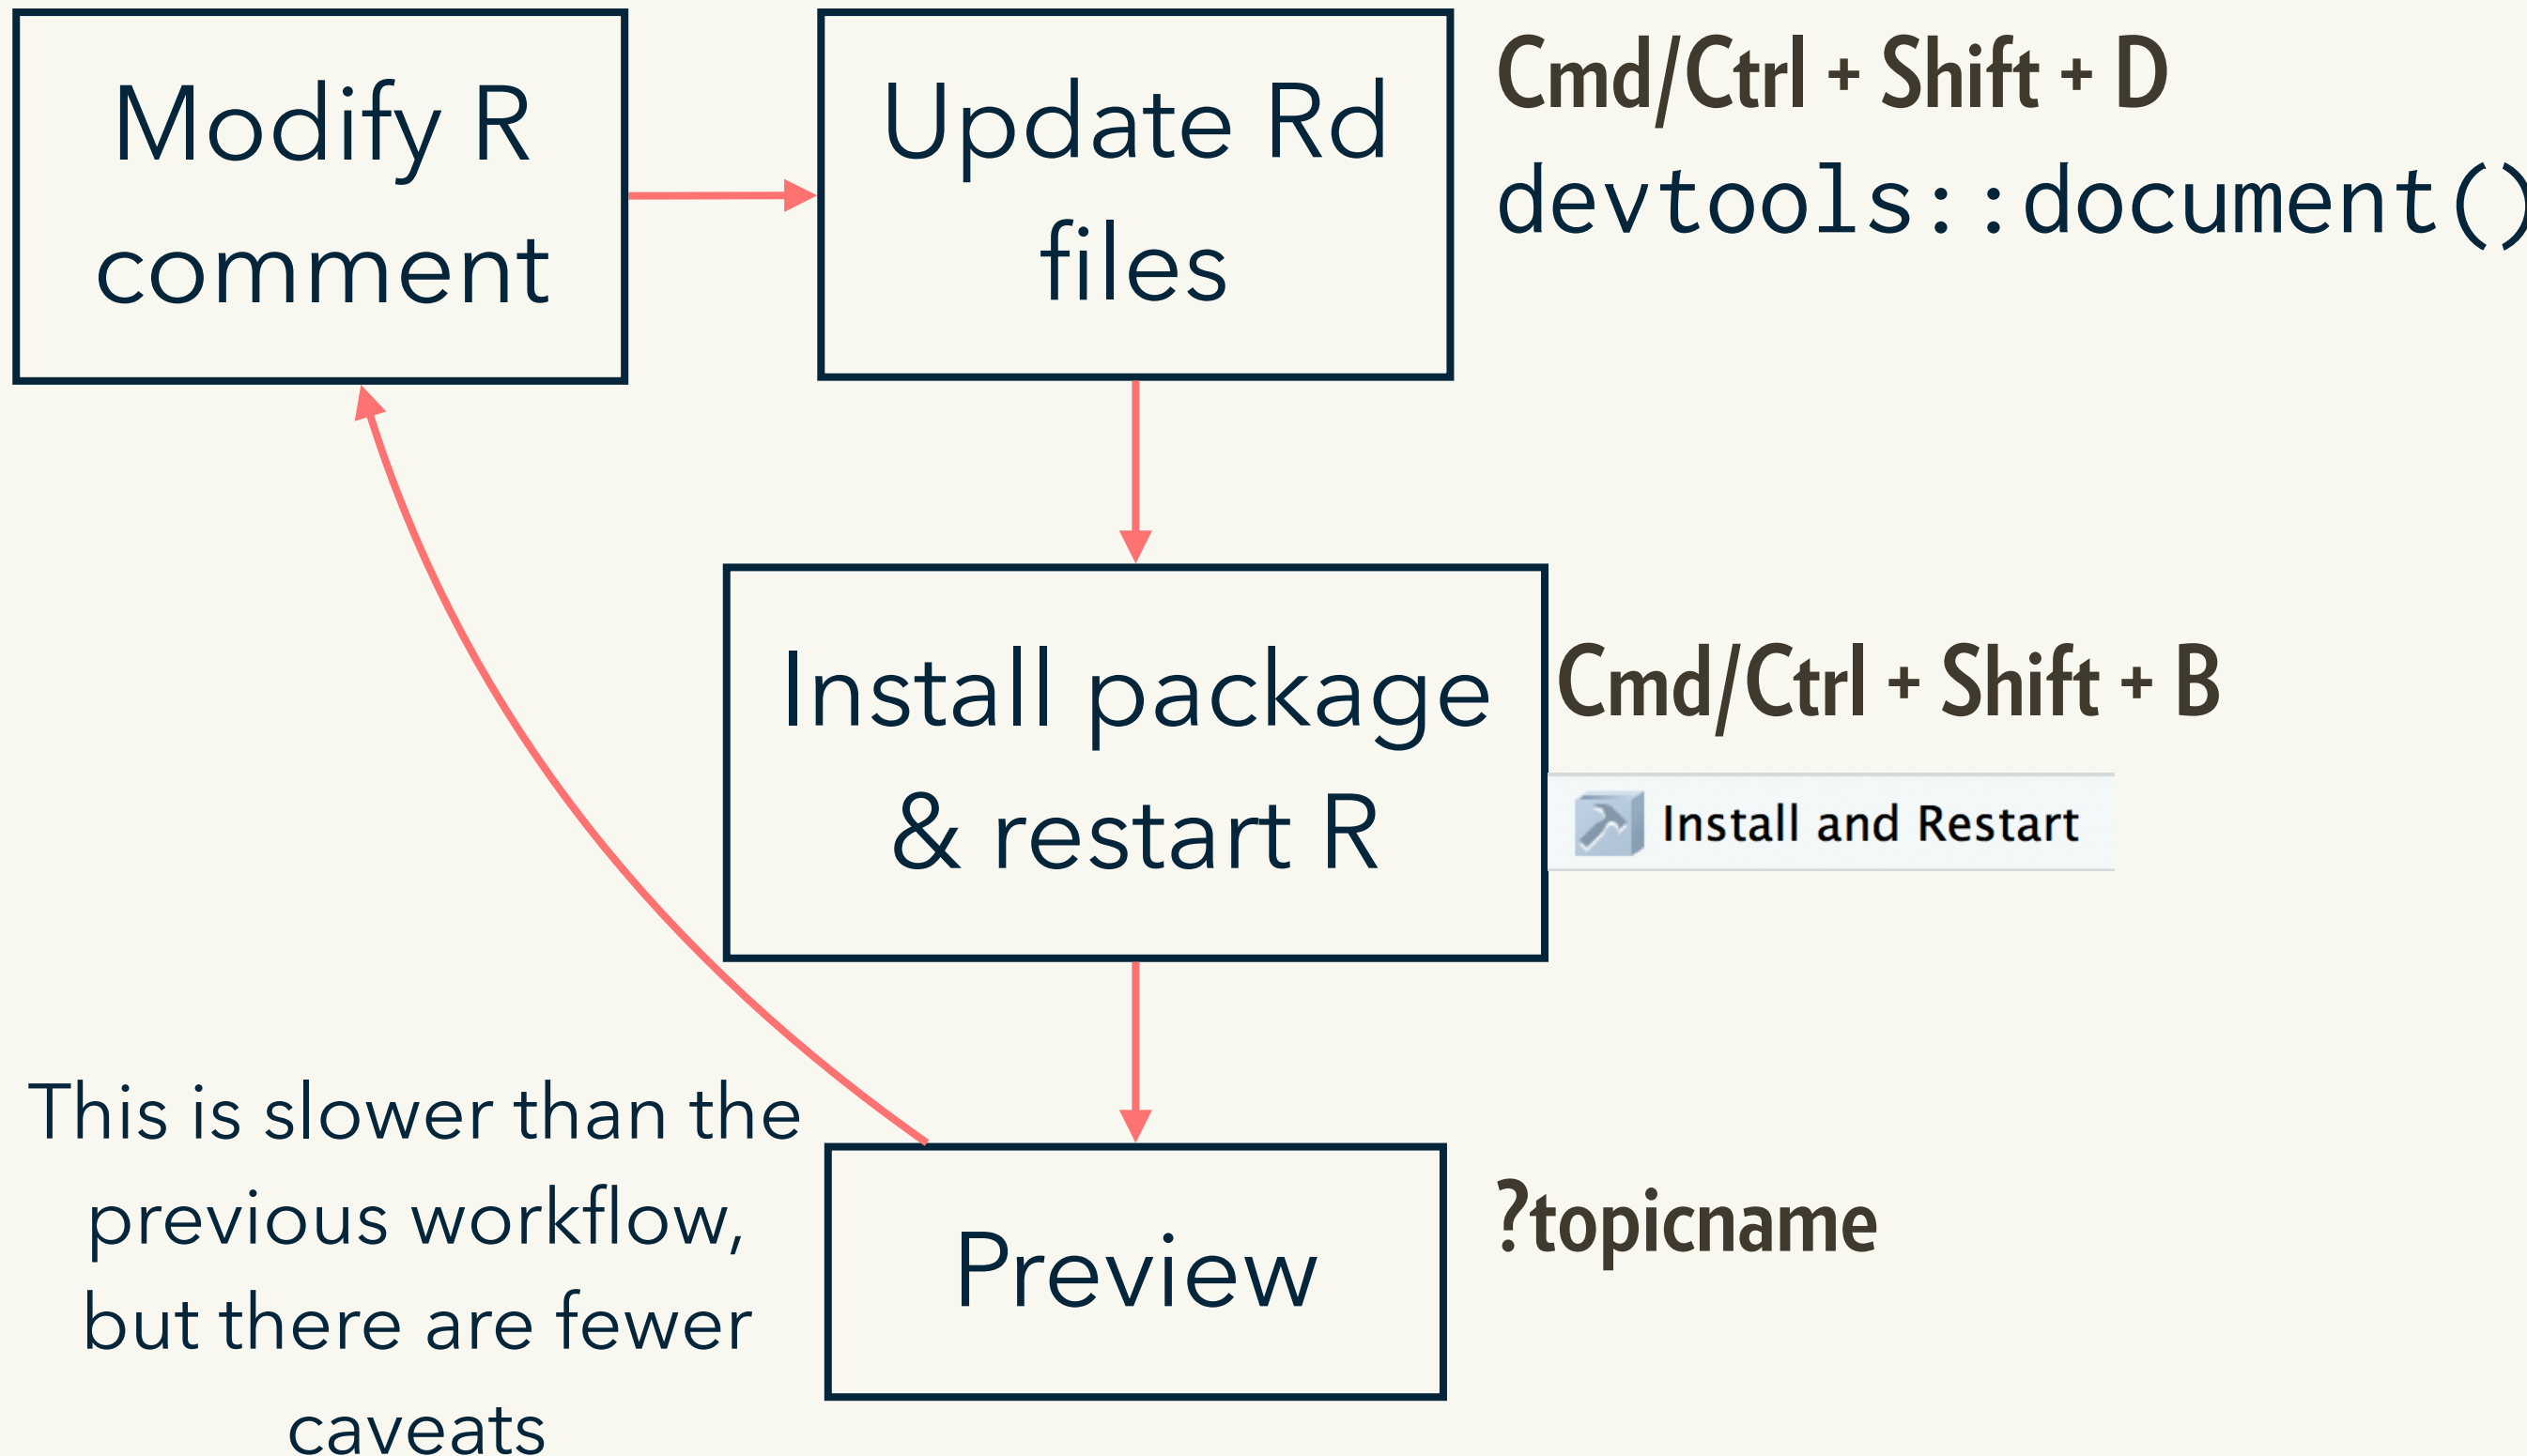 Modify R
comment
Update Rd
files
Cmd/Ctrl + Shift + D
devtools::document()
Install package
& restart R
Cmd/Ctrl + Shift + B
Install and Restart
This is slower than the
previous workflow,
but there are fewer
caveats
Preview
?topicname